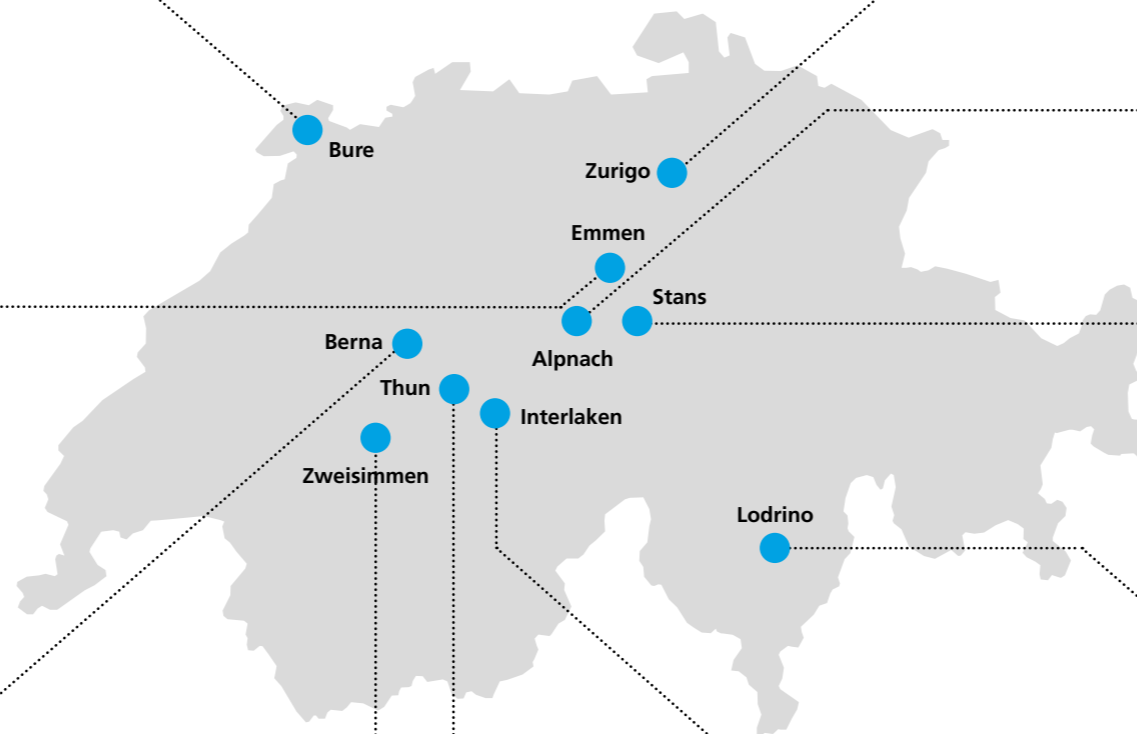 Bure
Zurigo
Emmen
Stans
Berna
Alpnach
Thun
Interlaken
Zweisimmen
Lodrino